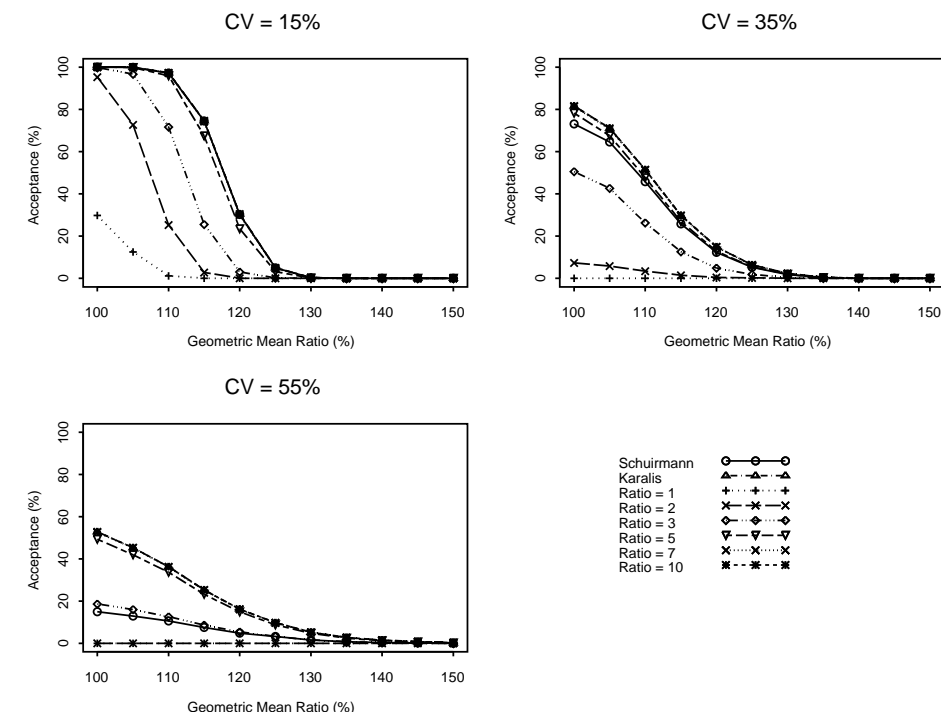 CV = 15%
Acceptance (%)
100
80
60
40
20
0
100 110 120 130 140 150
Geometric Mean Ratio (%)
CV = 35%
Acceptance (%)
100
80
60
40
20
0
100 110 120 130 140 150
Geometric Mean Ratio (%)
CV = 55%
Acceptance (%)
100
80
60
40
20
0
100 110 120 130 140 150
Geometric Mean Ratio (%)
Schuirmann
Karalis
Ratio = 1
Ratio = 2
Ratio = 3
Ratio = 5
Ratio = 7
Ratio = 10